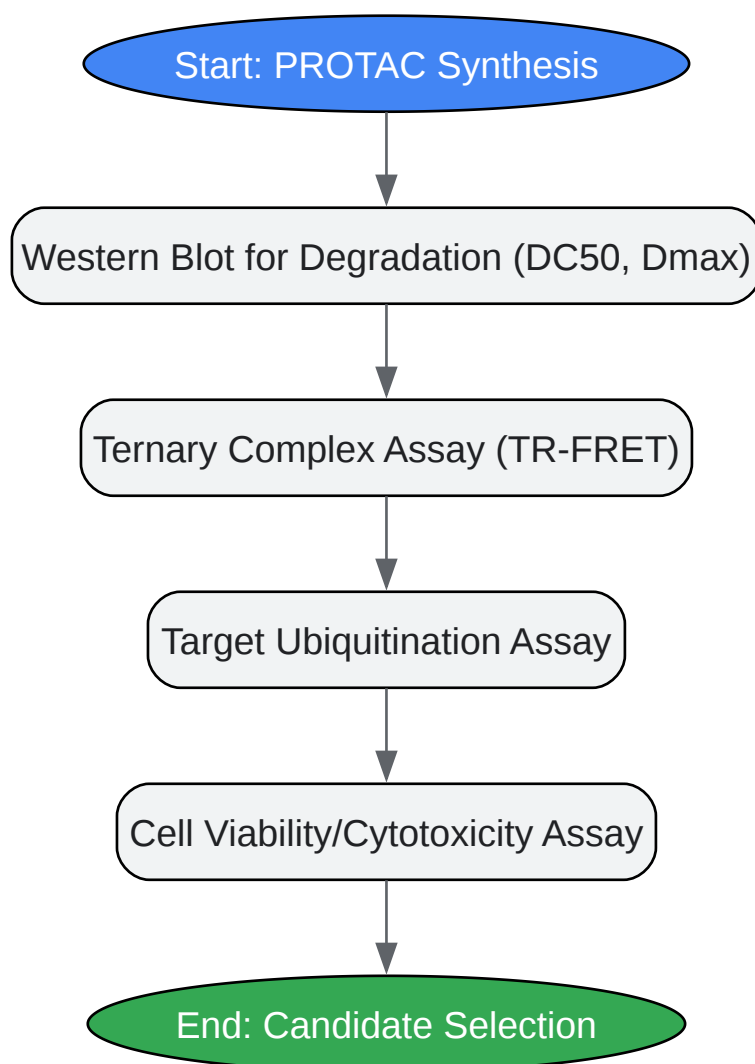 Start: PROTAC Synthesis
Western Blot for Degradation (DC50, Dmax)
Ternary Complex Assay (TR-FRET)
Target Ubiquitination Assay
Cell Viability/Cytotoxicity Assay
End: Candidate Selection